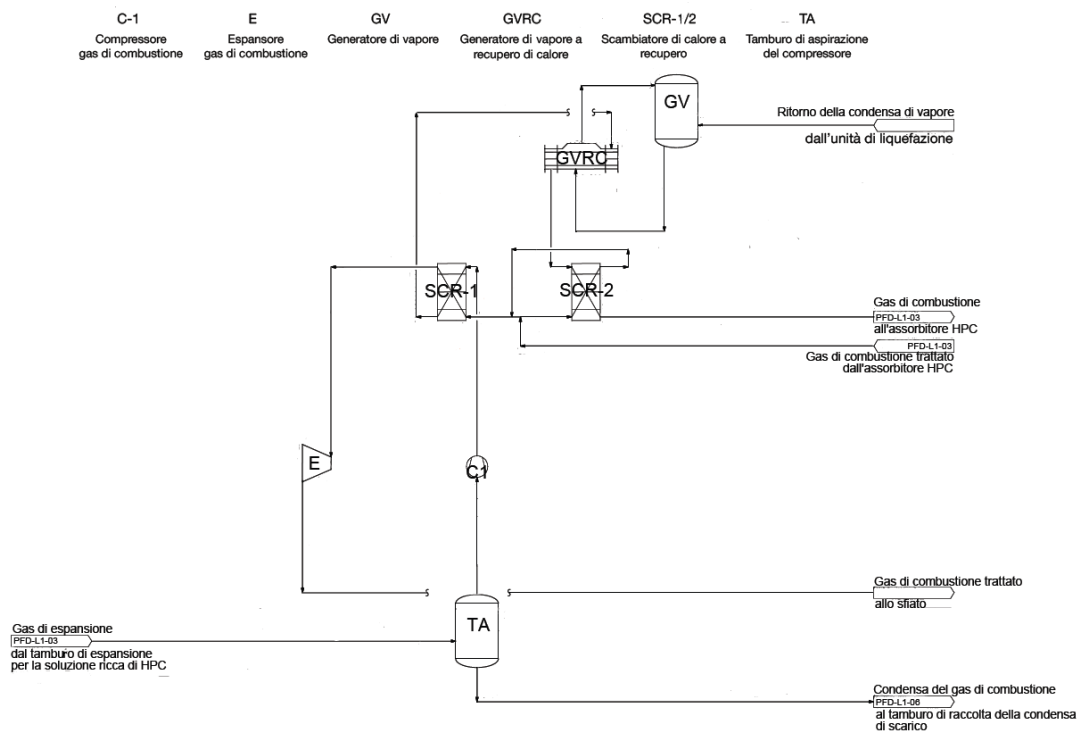 C-1
Compressore
gas di combustione
E
Espansore
gas di combustione
GV
Generatore di vapore
GVRC
Generatore di vapore a
recupero di calore
SCR-1/2
Scambiatore di calore a
recupero
TA
Tamburo di aspirazione
del compressore
GV
Ritorno della condensa di vapore
dall'unità di liquefazione
GVRC
SCR-1
SCR-2
Gas di combustione
PFD-L1-03
all'assorbitore HPC
PFD-L1-03
Gas di combustione trattato
dall'assorbitore HPC
E
C1
Gas di combustione trattato
allo sfiato
TA
Gas di espansione
PFD-L1-03
dal tamburo di espansione
per la soluzione ricca di HPC
Condensa del gas di combustione
PFD-L1-06
al tamburo di raccolta della condensa
di scarico